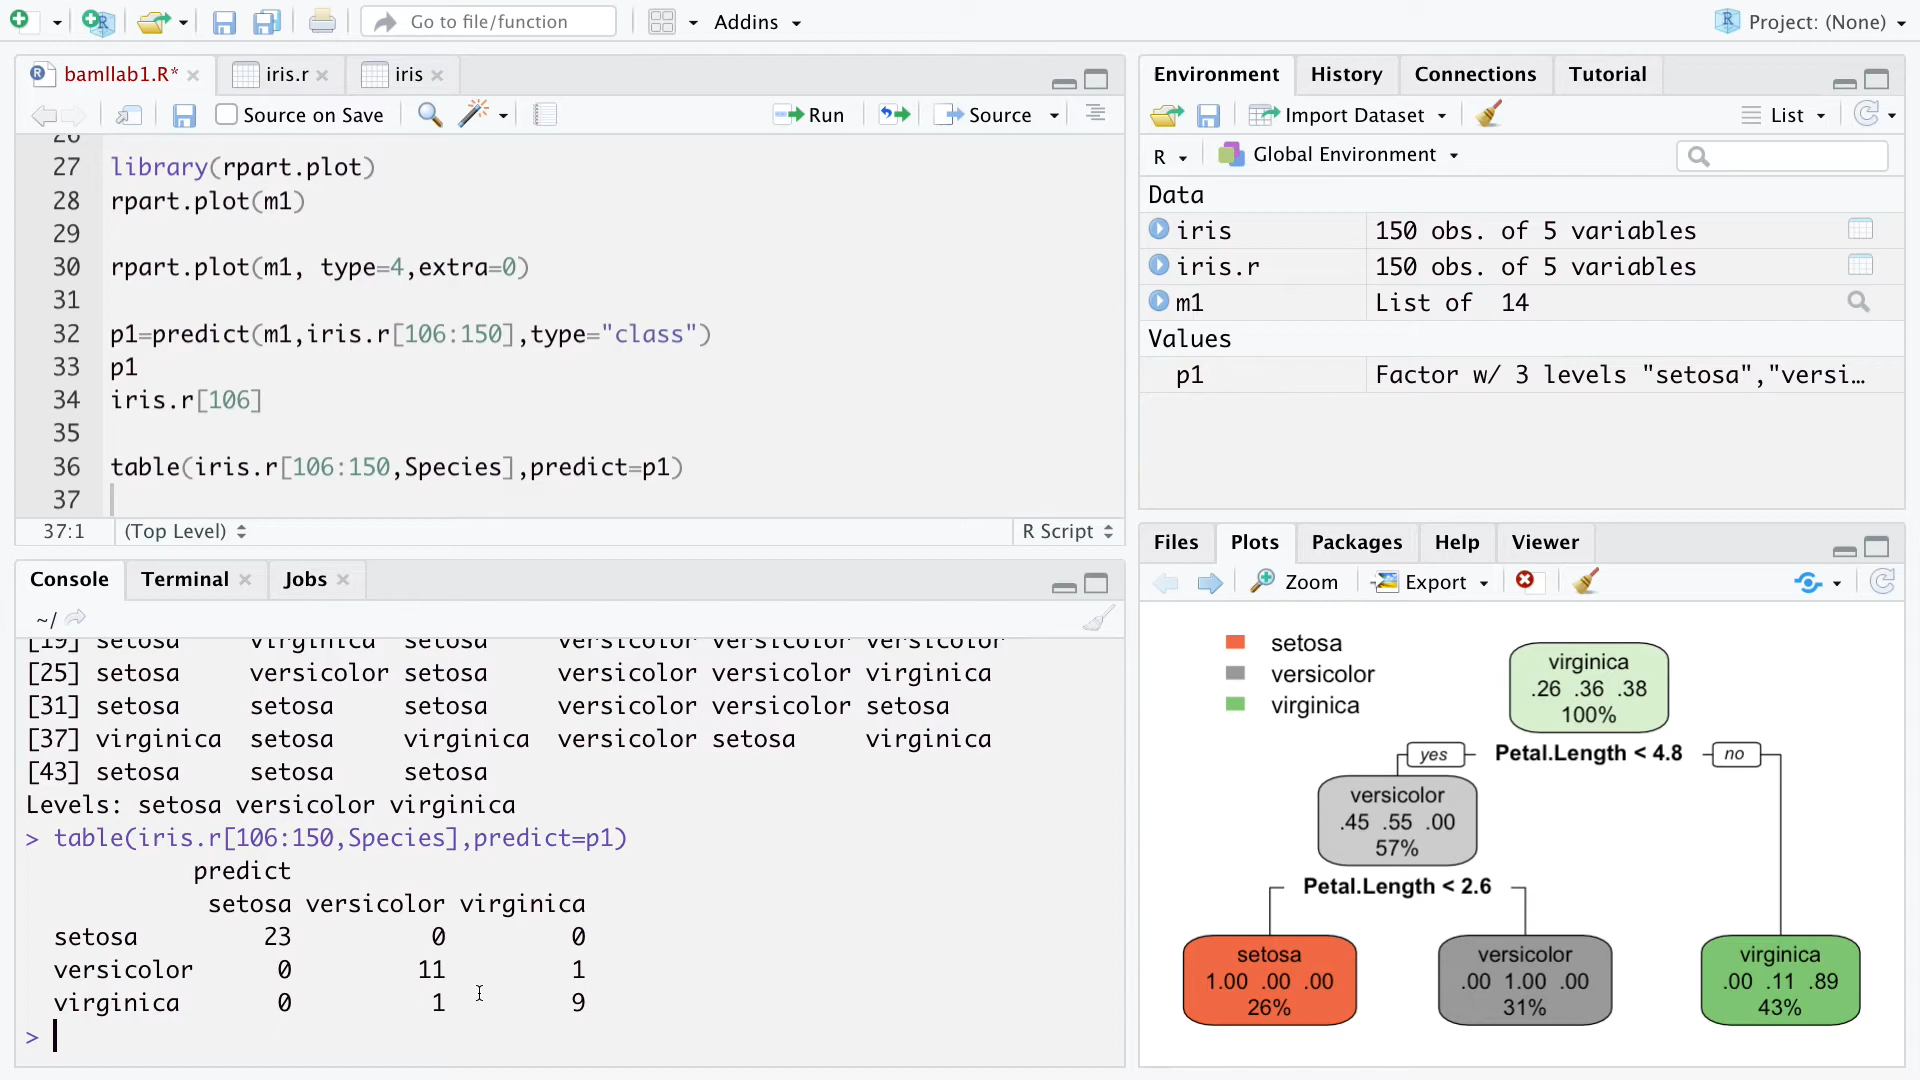 Go to file/function
Addins
Project: (None)
bamllab1.R*
iris.r
iris
Source on Save
Run
Source
26
27 library(rpart.plot)
28 rpart.plot(m1)
29
30 rpart.plot(m1, type=4,extra=0)
31
32 p1=predict(m1,iris.r[106:150],type="class")
33 p1
34 iris.r[106]
35
36 table(iris.r[106:150,Species],predict=p1)
37
37:1 (Top Level) R Script
Console Terminal Jobs
~/
[19] setosa virginica setosa versicolor versicolor versicolor
[25] setosa versicolor setosa versicolor versicolor virginica
[31] setosa setosa setosa versicolor versicolor setosa
[37] virginica setosa virginica versicolor setosa virginica
[43] setosa setosa setosa
Levels: setosa versicolor virginica
> table(iris.r[106:150,Species],predict=p1)
predict
setosa versicolor virginica
setosa 23 0 0
versicolor 0 11 1
virginica 0 1 9
>
Environment History Connections Tutorial
Import Dataset List
R Global Environment
Data
iris 150 obs. of 5 variables
iris.r 150 obs. of 5 variables
m1 List of 14
Values
p1 Factor w/ 3 levels "setosa","versi…
Files Plots Packages Help Viewer
Zoom Export
setosa
versicolor
virginica
virginica
.26 .36 .38
100%
yes Petal.Length < 4.8 no
versicolor
.45 .55 .00
57%
Petal.Length < 2.6
setosa
1.00 .00 .00
26%
versicolor
.00 1.00 .00
31%
virginica
.00 .11 .89
43%